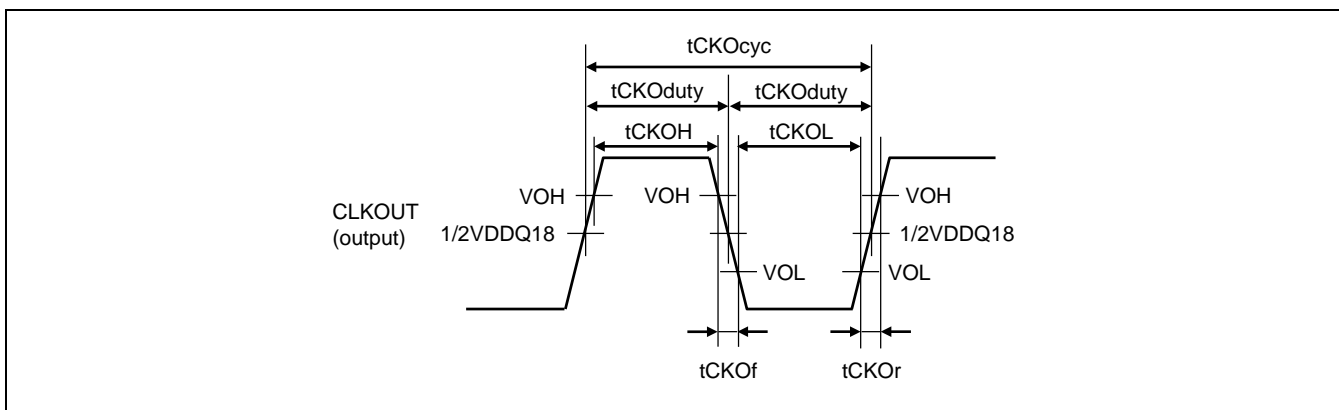 tCKOcyc
tCKOduty tCKOduty
tCKOH tCKOL
VOH VOH VOH
CLKOUT
(output)
1/2VDDQ18 1/2VDDQ18
VOL VOL
tCKOf tCKOr